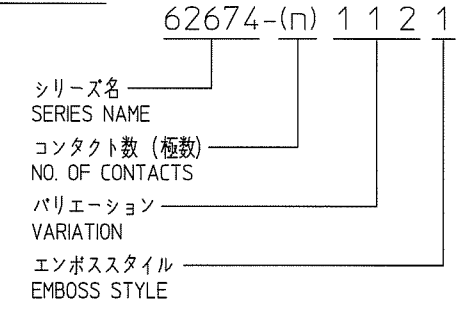 62674-(n) 1 1 2 1
シリーズ名
SERIES NAME
コンタクト数 (極数)
NO. OF CONTACTS
バリエーション
VARIATION
エンボススタイル
EMBOSS STYLE